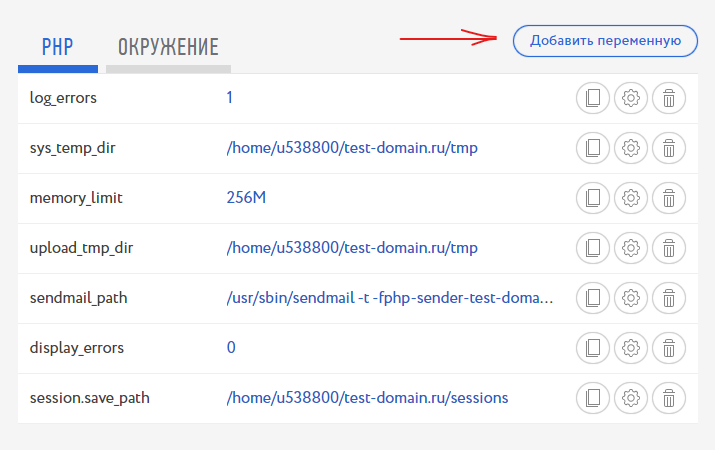 PHP ОКРУЖЕНИЕ Добавить переменную
log_errors 1
sys_temp_dir /home/u538800/test-domain.ru/tmp
memory_limit 256M
upload_tmp_dir /home/u538800/test-domain.ru/tmp
sendmail_path /usr/sbin/sendmail -t -fphp-sender-test-doma...
display_errors 0
session.save_path /home/u538800/test-domain.ru/sessions